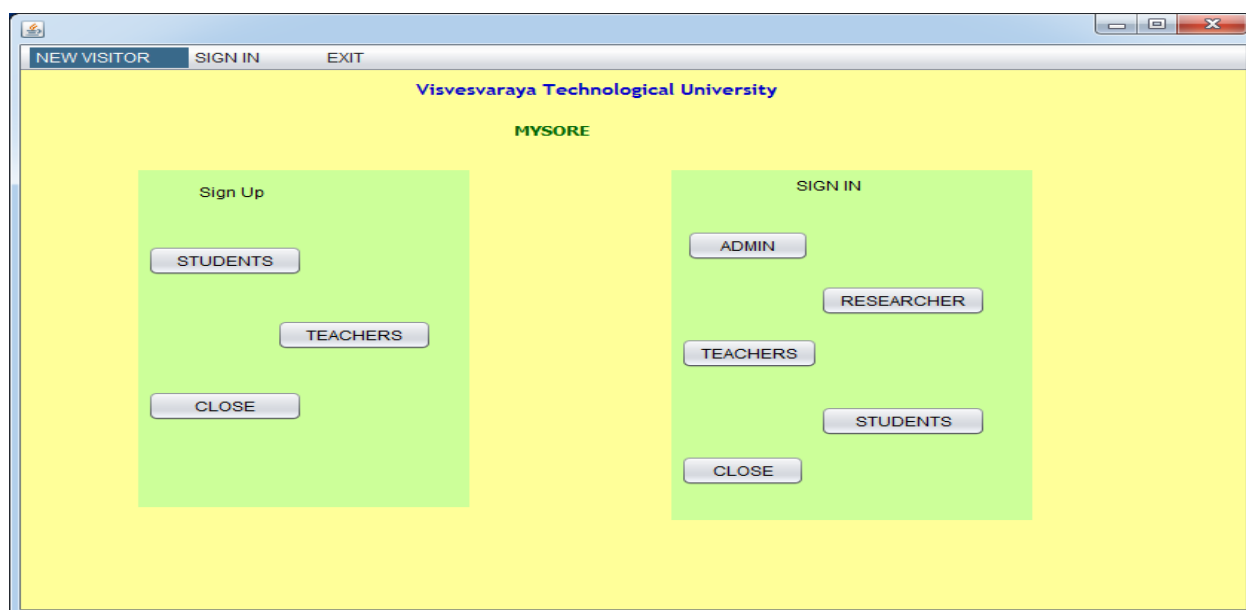 NEW VISITOR SIGN IN EXIT
Visvesvaraya Technological University
MYSORE
Sign Up
STUDENTS
TEACHERS
CLOSE
SIGN IN
ADMIN
RESEARCHER
TEACHERS
STUDENTS
CLOSE